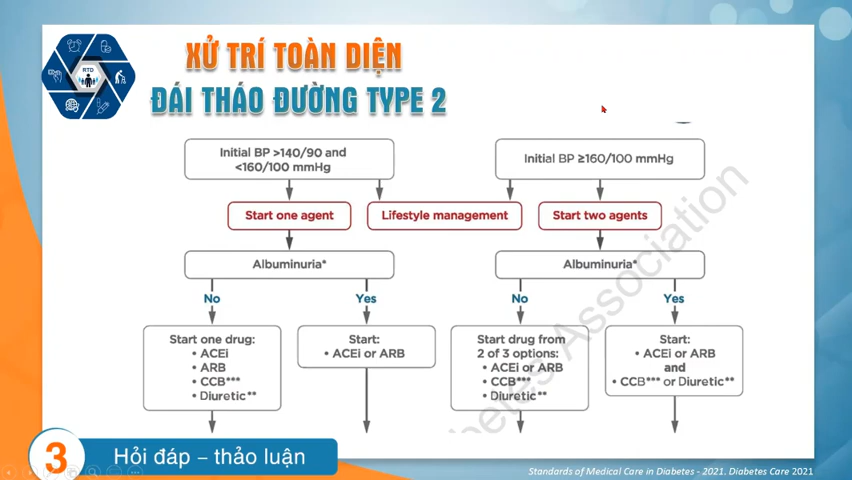 RTD
XỬ TRÍ TOÀN DIỆN
ĐÁI THÁO ĐƯỜNG TYPE 2
Initial BP >140/90 and
<160/100 mmHg
Initial BP ≥160/100 mmHg
Start one agent
Lifestyle management
Start two agents
Albuminuria*
Albuminuria*
No
Yes
No
Yes
Start one drug:
• ACEi
• ARB
• CCB***
• Diuretic**
Start:
• ACEi or ARB
Start drug from
2 of 3 options:
• ACEi or ARB
• CCB***
• Diuretic**
Start:
• ACEi or ARB
and
• CCB*** or Diuretic**
betes Association
3
Hỏi đáp – thảo luận
Standards of Medical Care in Diabetes - 2021. Diabetes Care 2021